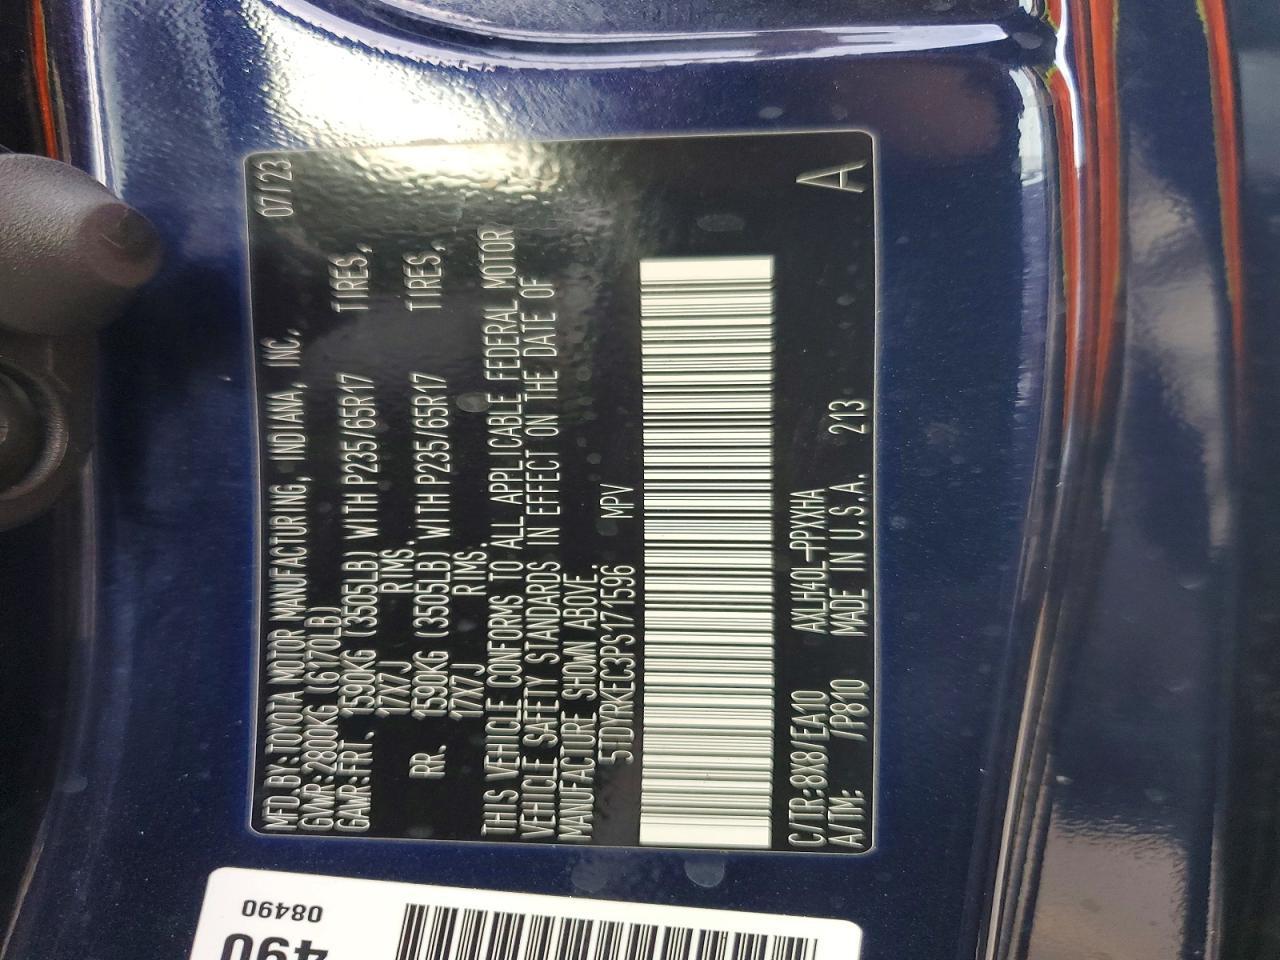 MFD.BY:TOYOTA MOTOR MANUFACTURING, INDIANA, INC. 07/23
GVWR:2800KG (6170LB)
GAWR:FRT. 1590KG (3505LB) WITH P235/65R17 TIRES,
17X7J RIMS.
RR. 1590KG (3505LB) WITH P235/65R17 TIRES,
17X7J RIMS.
THIS VEHICLE CONFORMS TO ALL APPLICABLE FEDERAL MOTOR
VEHICLE SAFETY STANDARDS IN EFFECT ON THE DATE OF
MANUFACTURE SHOWN ABOVE.
5TDYRKEC3PS171596 MPV
C/TR:8X8/EA10 AXLH40L-PPXXHA
A/TM: /P810 MADE IN U.S.A. 213 A
08490
490